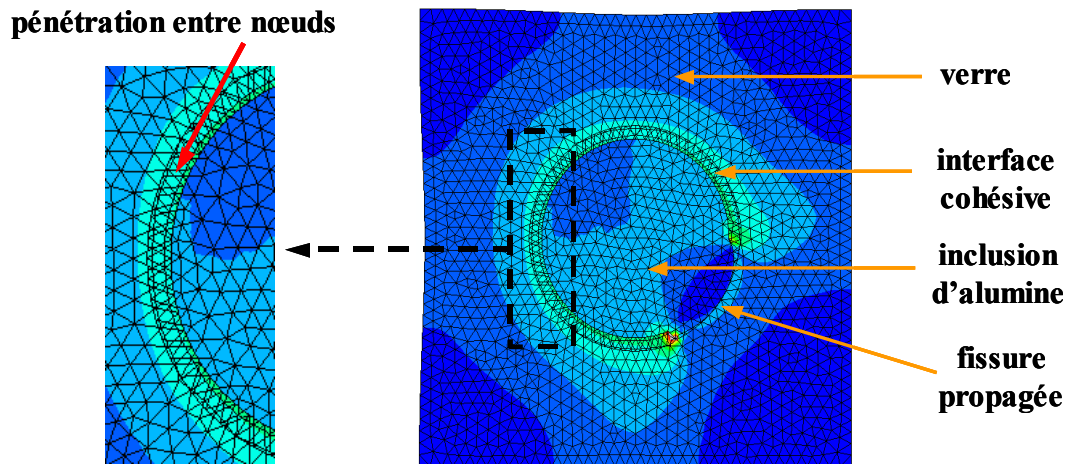 pénétration entre nœuds
verre
interface
cohésive
inclusion
d’alumine
fissure
propagée